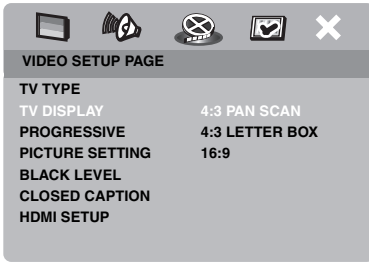 VIDEO SETUP PAGE
TV TYPE
TV DISPLAY 4:3 PAN SCAN
PROGRESSIVE 4:3 LETTER BOX
PICTURE SETTING 16:9
BLACK LEVEL
CLOSED CAPTION
HDMI SETUP